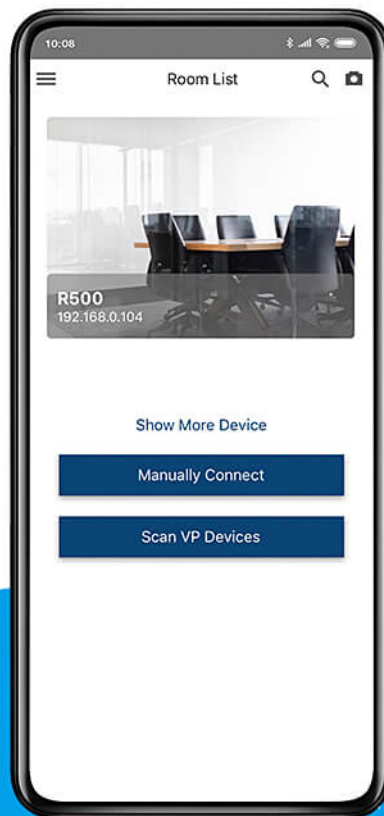 10:08
Room List
R500
192.168.0.104
Show More Device
Manually Connect
Scan VP Devices